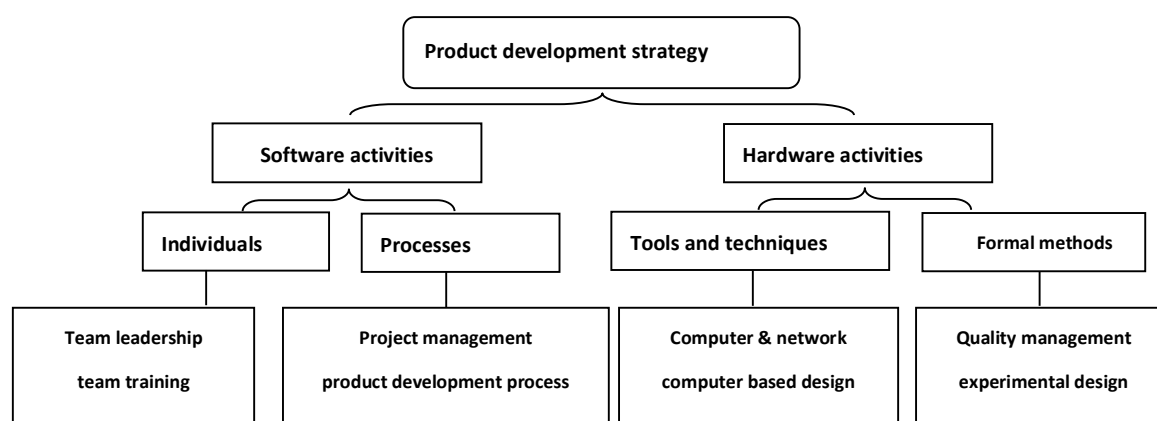 Product development strategy
Software activities
Hardware activities
Individuals
Processes
Tools and techniques
Formal methods
Team leadership
team training
Project management
product development process
Computer & network
computer based design
Quality management
experimental design